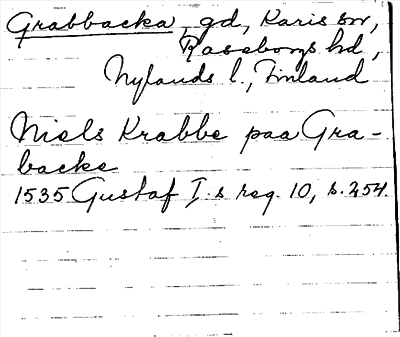 Grabbacka, gd, Karis sn,
Raseborgs hd,
Nylands l., Finland
Niels Krabbe paa Gra-
backe
1535 Gustaf I.s reg. 10, s. 254.